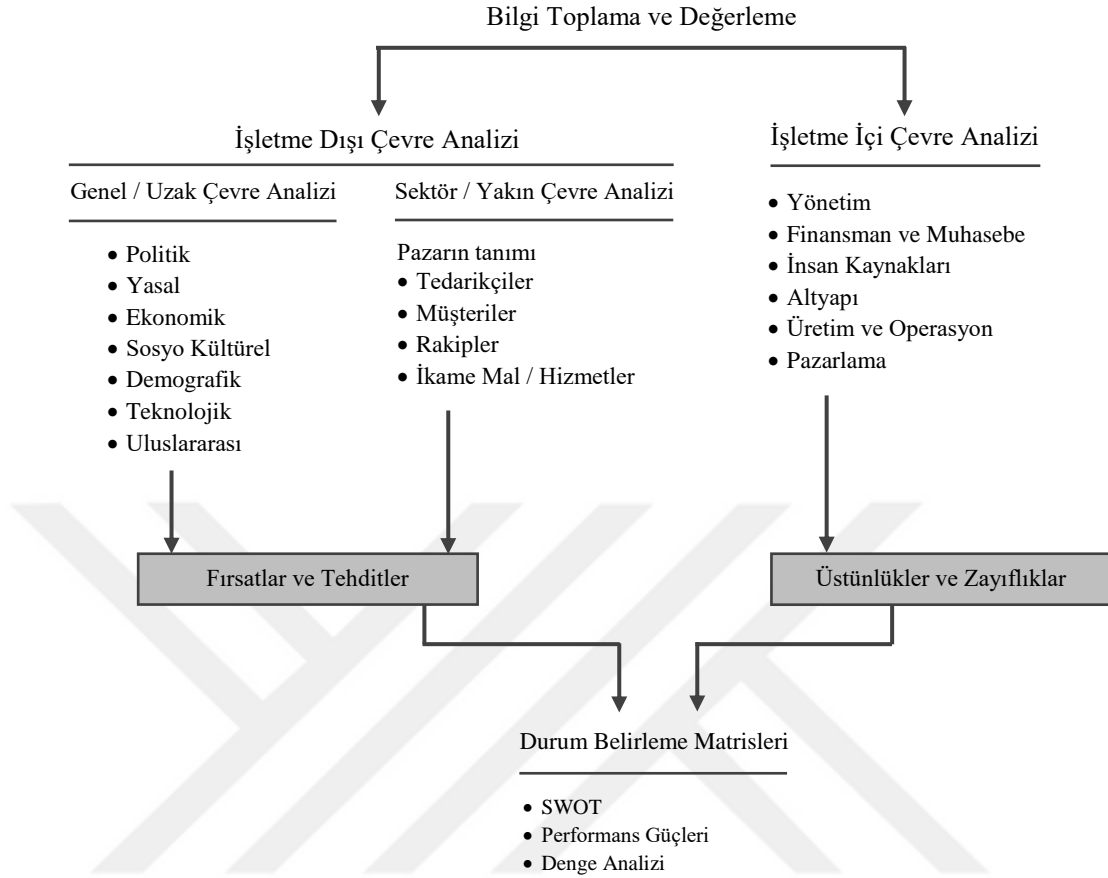 Bilgi Toplama ve Değerleme
İşletme Dışı Çevre Analizi
Genel / Uzak Çevre Analizi
• Politik
• Yasal
• Ekonomik
• Sosyo Kültürel
• Demografik
• Teknolojik
• Uluslararası
Sektör / Yakın Çevre Analizi
Pazarın tanımı
• Tedarikçiler
• Müşteriler
• Rakipler
• İkame Mal / Hizmetler
İşletme İçi Çevre Analizi
• Yönetim
• Finansman ve Muhasebe
• İnsan Kaynakları
• Altyapı
• Üretim ve Operasyon
• Pazarlama
Fırsatlar ve Tehditler
Üstünlükler ve Zayıflıklar
Durum Belirleme Matrisleri
• SWOT
• Performans Güçleri
• Denge Analizi